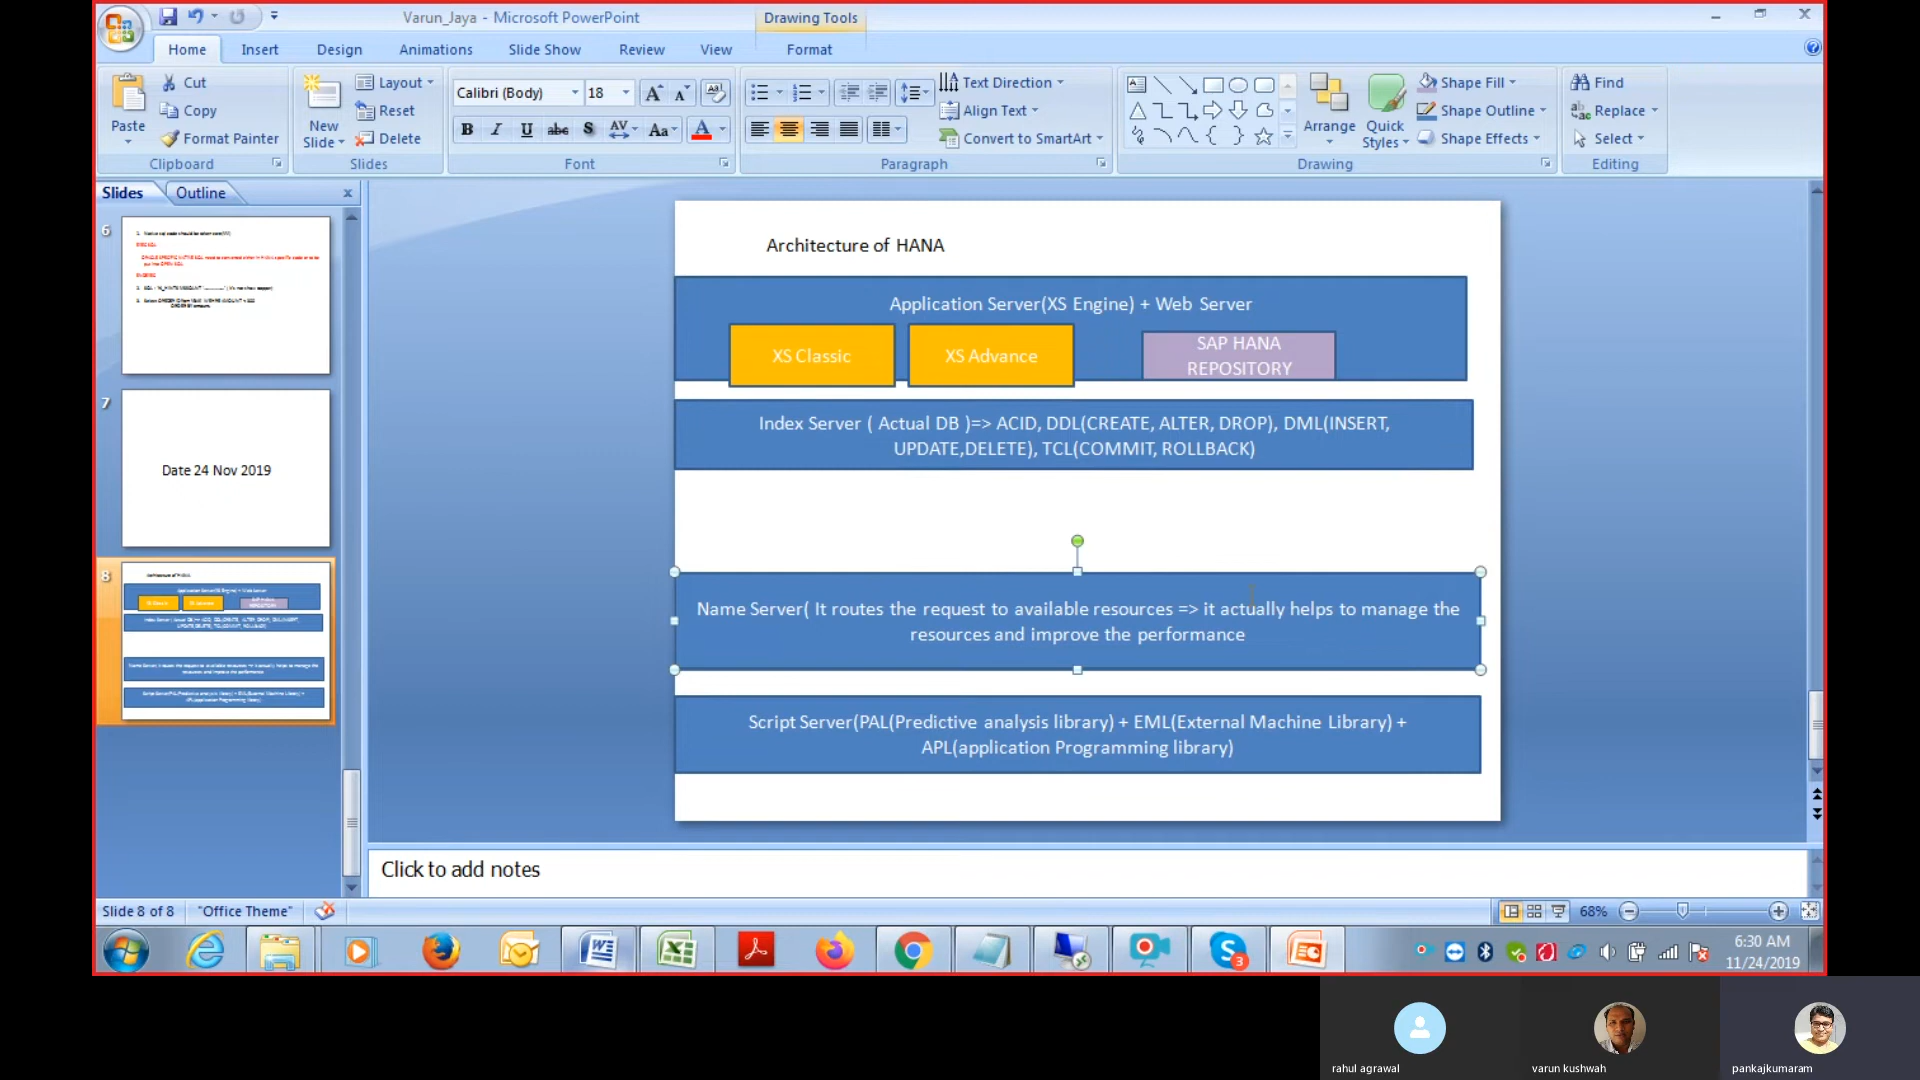 Varun_Jaya - Microsoft PowerPoint
Drawing Tools
Home Insert Design Animations Slide Show Review View Format
Paste
Cut
Copy
Format Painter
Clipboard
New Slide
Layout
Reset
Delete
Slides
Calibri (Body) 18
B I U abc S AV Aa A
Font
Text Direction
Align Text
Convert to SmartArt
Paragraph
Arrange
Quick Styles
Shape Fill
Shape Outline
Shape Effects
Drawing
Find
Replace
Select
Editing
Slides Outline
6
7
Date 24 Nov 2019
8
Architecture of HANA
Application Server(XS Engine) + Web Server
XS Classic
XS Advance
SAP HANA
REPOSITORY
Index Server ( Actual DB )=> ACID, DDL(CREATE, ALTER, DROP), DML(INSERT,
UPDATE,DELETE), TCL(COMMIT, ROLLBACK)
Name Server( It routes the request to available resources => it actually helps to manage the
resources and improve the performance
Script Server(PAL(Predictive analysis library) + EML(External Machine Library) +
APL(application Programming library)
Click to add notes
Slide 8 of 8 "Office Theme" 68%
6:30 AM
11/24/2019
3
rahul agrawal
varun kushwah
pankajkumaram